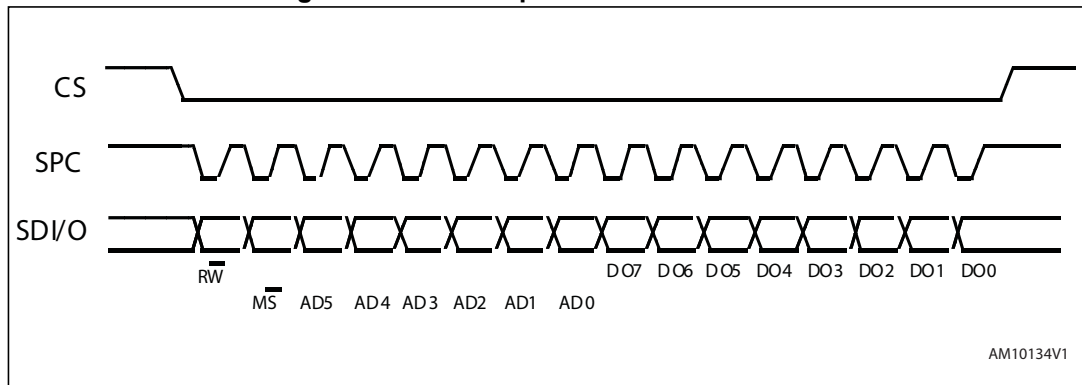 CS
SPC
SDI/O
RW
DO7 DO6 DO5 DO4 DO3 DO2 DO1 DO0
MS AD5 AD4 AD3 AD2 AD1 AD0
AM10134V1